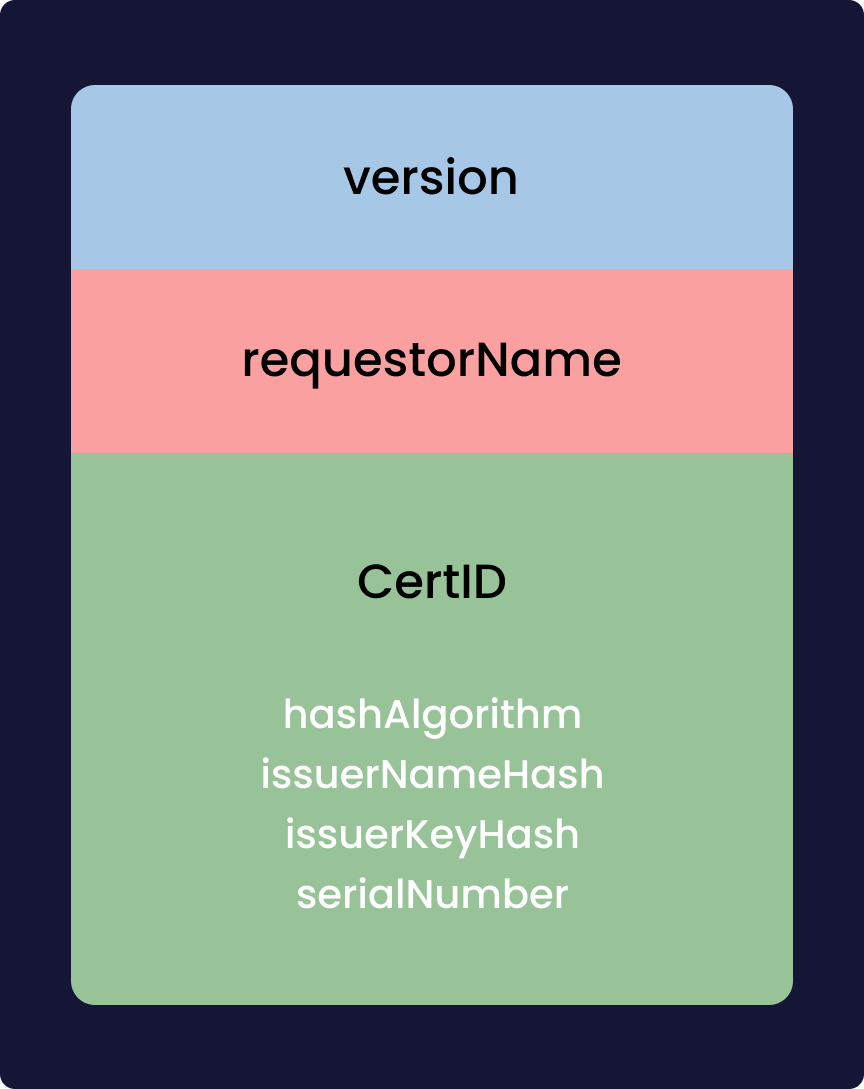 version
requestorName
CertID
hashAlgorithm
issuerNameHash
issuerKeyHash
serialNumber